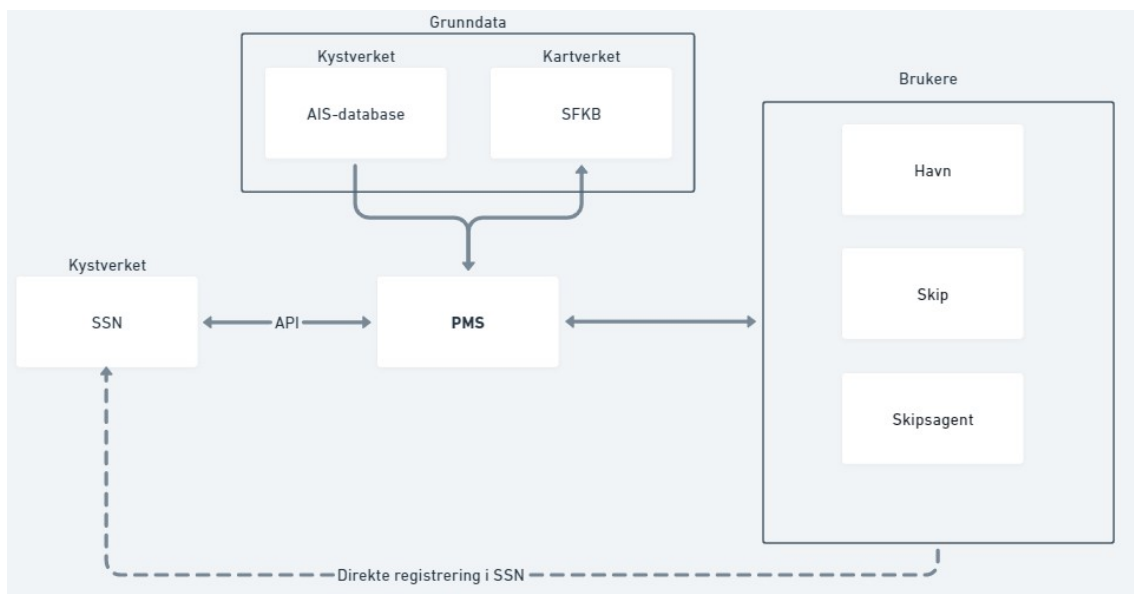 Grunndata
Kystverket
Kartverket
AIS-database
SFKB
Brukere
Havn
Kystverket
SSN
API
PMS
Skip
Skipsagent
Direkte registrering i SSN